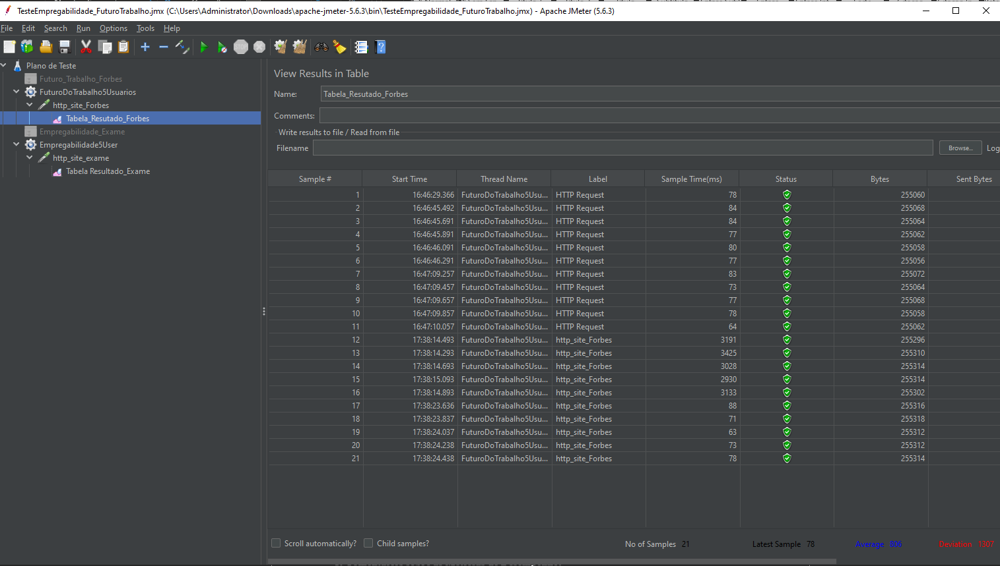 TesteEmpregabilidade_FuturoTrabalho.jmx (C:\Users\Administrator\Downloads\apache-jmeter-5.6.3\bin\TesteEmpregabilidade_FuturoTrabalho.jmx) - Apache JMeter (5.6.3)
File Edit Search Run Options Tools Help
STOP
Plano de Teste
Futuro_Trabalho_Forbes
FuturoDoTrabalho5Usuarios
http_site_Forbes
Tabela_Resutado_Forbes
Empregabilidade_Exame
Empregabilidade5User
http_site_exame
Tabela Resultado_Exame
View Results in Table
Name: Tabela_Resutado_Forbes
Comments:
Write results to file / Read from file
Filename Browse... Log
Sample # Start Time Thread Name Label Sample Time(ms) Status Bytes Sent Bytes
1 16:46:29.366 FuturoDoTrabalho5Usu... HTTP Request 78 255060
2 16:46:45.492 FuturoDoTrabalho5Usu... HTTP Request 84 255068
3 16:46:45.691 FuturoDoTrabalho5Usu... HTTP Request 84 255064
4 16:46:45.891 FuturoDoTrabalho5Usu... HTTP Request 77 255062
5 16:46:46.091 FuturoDoTrabalho5Usu... HTTP Request 80 255058
6 16:46:46.291 FuturoDoTrabalho5Usu... HTTP Request 77 255056
7 16:47:09.257 FuturoDoTrabalho5Usu... HTTP Request 83 255072
8 16:47:09.457 FuturoDoTrabalho5Usu... HTTP Request 73 255064
9 16:47:09.657 FuturoDoTrabalho5Usu... HTTP Request 77 255068
10 16:47:09.857 FuturoDoTrabalho5Usu... HTTP Request 78 255058
11 16:47:10.057 FuturoDoTrabalho5Usu... HTTP Request 64 255062
12 17:38:14.493 FuturoDoTrabalho5Usu... http_site_Forbes 3191 255296
13 17:38:14.293 FuturoDoTrabalho5Usu... http_site_Forbes 3425 255310
14 17:38:14.693 FuturoDoTrabalho5Usu... http_site_Forbes 3028 255314
15 17:38:15.093 FuturoDoTrabalho5Usu... http_site_Forbes 2930 255314
16 17:38:14.893 FuturoDoTrabalho5Usu... http_site_Forbes 3133 255302
17 17:38:23.636 FuturoDoTrabalho5Usu... http_site_Forbes 88 255316
18 17:38:23.837 FuturoDoTrabalho5Usu... http_site_Forbes 71 255318
19 17:38:24.037 FuturoDoTrabalho5Usu... http_site_Forbes 63 255312
20 17:38:24.238 FuturoDoTrabalho5Usu... http_site_Forbes 73 255312
21 17:38:24.438 FuturoDoTrabalho5Usu... http_site_Forbes 78 255314
Scroll automatically? Child samples? No of Samples 21 Latest Sample 78 Average 806 Deviation 1307